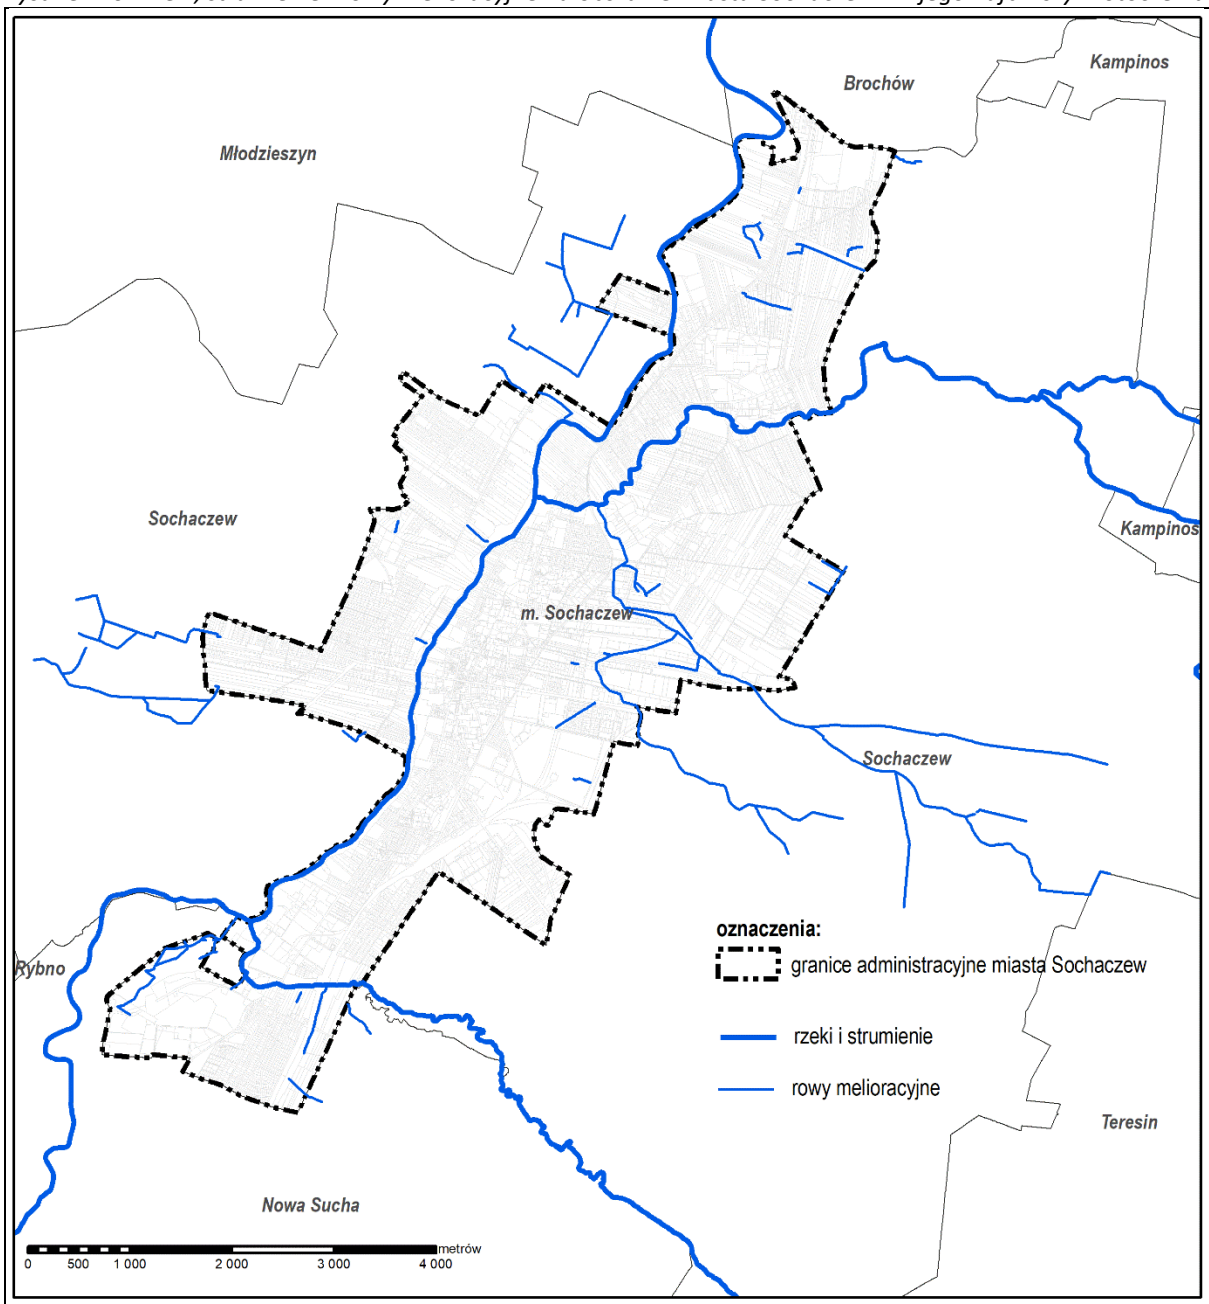 Kampinos
Brochów
Młodzieszyn
Sochaczew
Kampinos
m. Sochaczew
Sochaczew
oznaczenia:
granice administracyjne miasta Sochaczew
Rybno
rzeki i strumienie
rowy melioracyjne
Teresin
Nowa Sucha
metrów
0 500 1 000 2 000 3 000 4 000